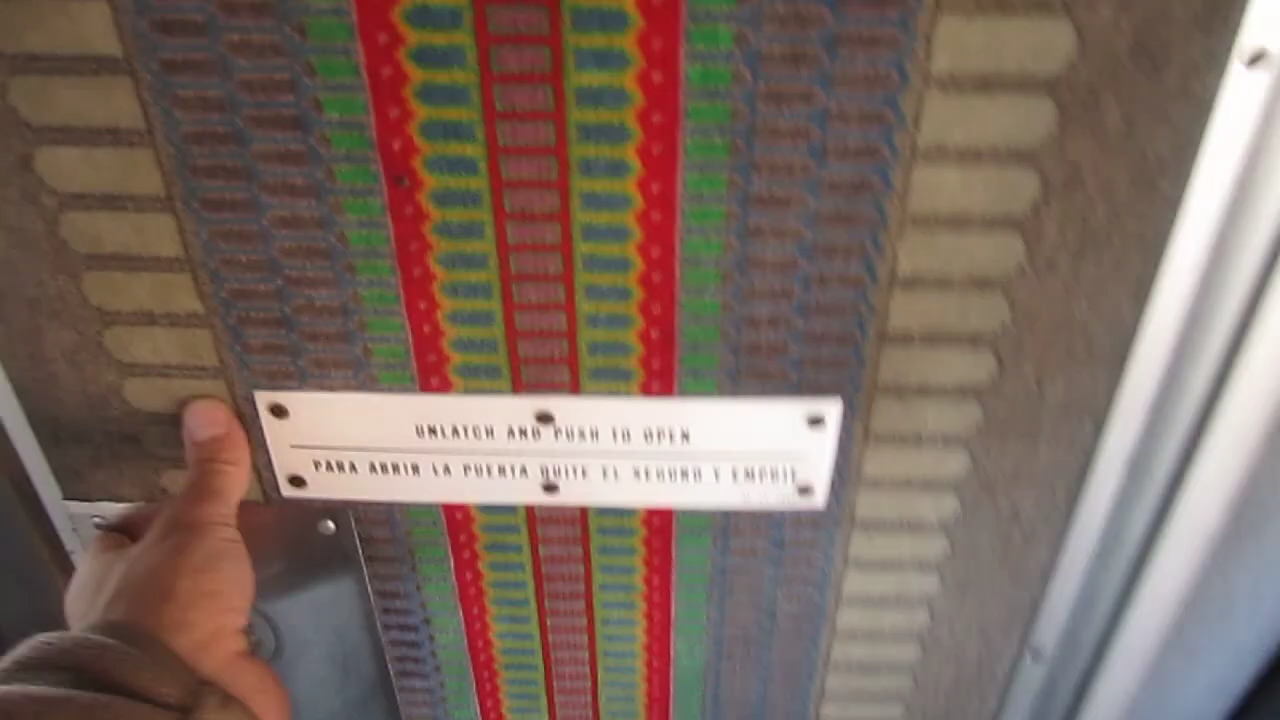 UNLATCH AND PUSH TO OPEN
PARA ABRIR LA PUERTA QUITE EL SEGURO Y EMPUJE